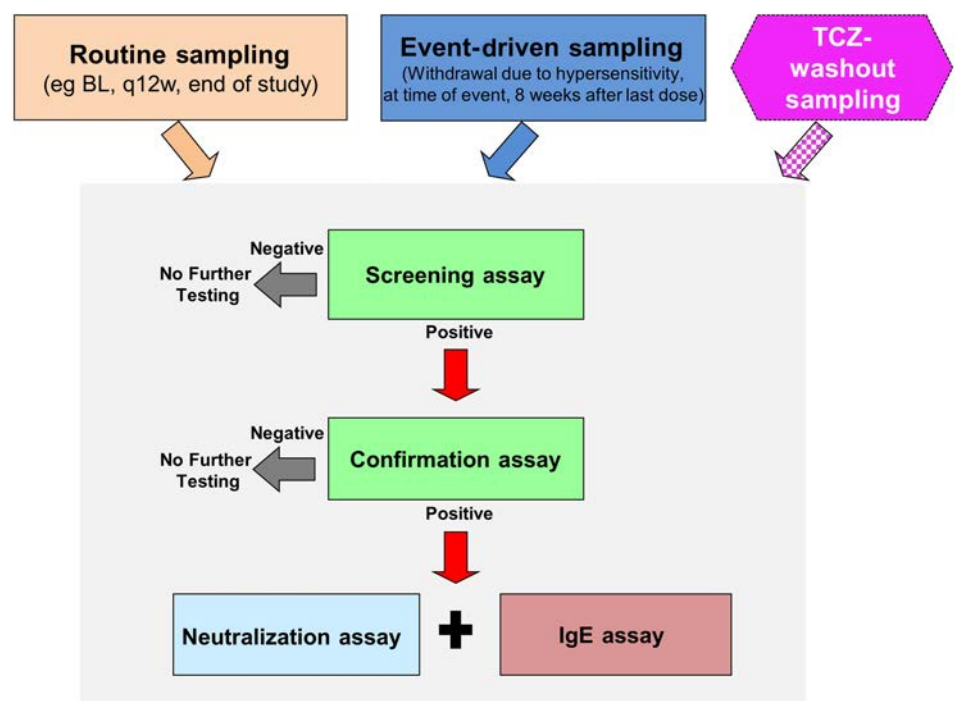 Routine sampling
(eg BL, q12w, end of study)
Event-driven sampling
(Withdrawal due to hypersensitivity,
at time of event, 8 weeks after last dose)
TCZ-
washout
sampling
Negative
No Further
Testing
Screening assay
Positive
Negative
No Further
Testing
Confirmation assay
Positive
Neutralization assay
+
IgE assay